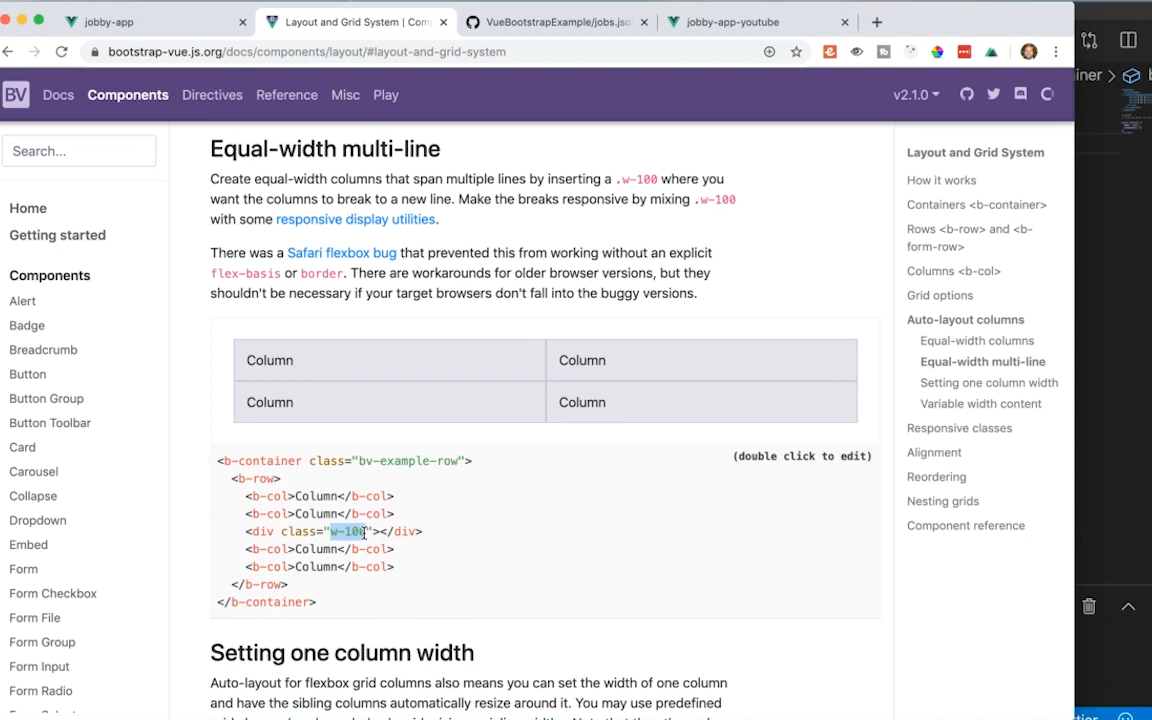 jobby-app
Layout and Grid System | Com
VueBootstrapExample/jobs.jso
jobby-app-youtube
bootstrap-vue.js.org/docs/components/layout/#layout-and-grid-system
BV
Docs
Components
Directives
Reference
Misc
Play
v2.1.0
Search...
Home
Getting started
Components
Alert
Badge
Breadcrumb
Button
Button Group
Button Toolbar
Card
Carousel
Collapse
Dropdown
Embed
Form
Form Checkbox
Form File
Form Group
Form Input
Form Radio
Equal-width multi-line
Create equal-width columns that span multiple lines by inserting a .w-100 where you
want the columns to break to a new line. Make the breaks responsive by mixing .w-100
with some responsive display utilities.
There was a Safari flexbox bug that prevented this from working without an explicit
flex-basis or border. There are workarounds for older browser versions, but they
shouldn't be necessary if your target browsers don't fall into the buggy versions.
Column Column
Column Column
(double click to edit)
<b-container class="bv-example-row">
<b-row>
<b-col>Column</b-col>
<b-col>Column</b-col>
<div class="w-100"></div>
<b-col>Column</b-col>
<b-col>Column</b-col>
</b-row>
</b-container>
Setting one column width
Auto-layout for flexbox grid columns also means you can set the width of one column
and have the sibling columns automatically resize around it. You may use predefined
Layout and Grid System
How it works
Containers <b-container>
Rows <b-row> and <b-
form-row>
Columns <b-col>
Grid options
Auto-layout columns
Equal-width columns
Equal-width multi-line
Setting one column width
Variable width content
Responsive classes
Alignment
Reordering
Nesting grids
Component reference
iner